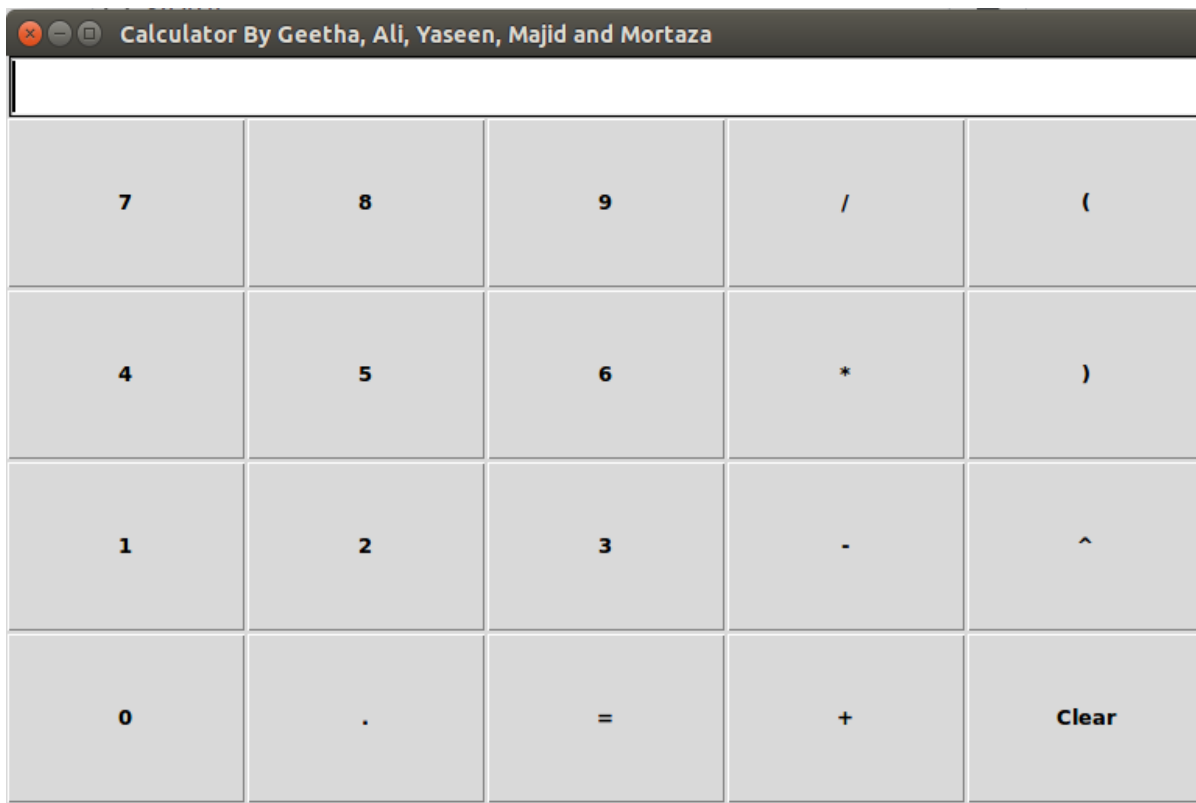 Calculator By Geetha, Ali, Yaseen, Majid and Mortaza
7 8 9 / (
4 5 6 * )
1 2 3 - ^
0 . = + Clear